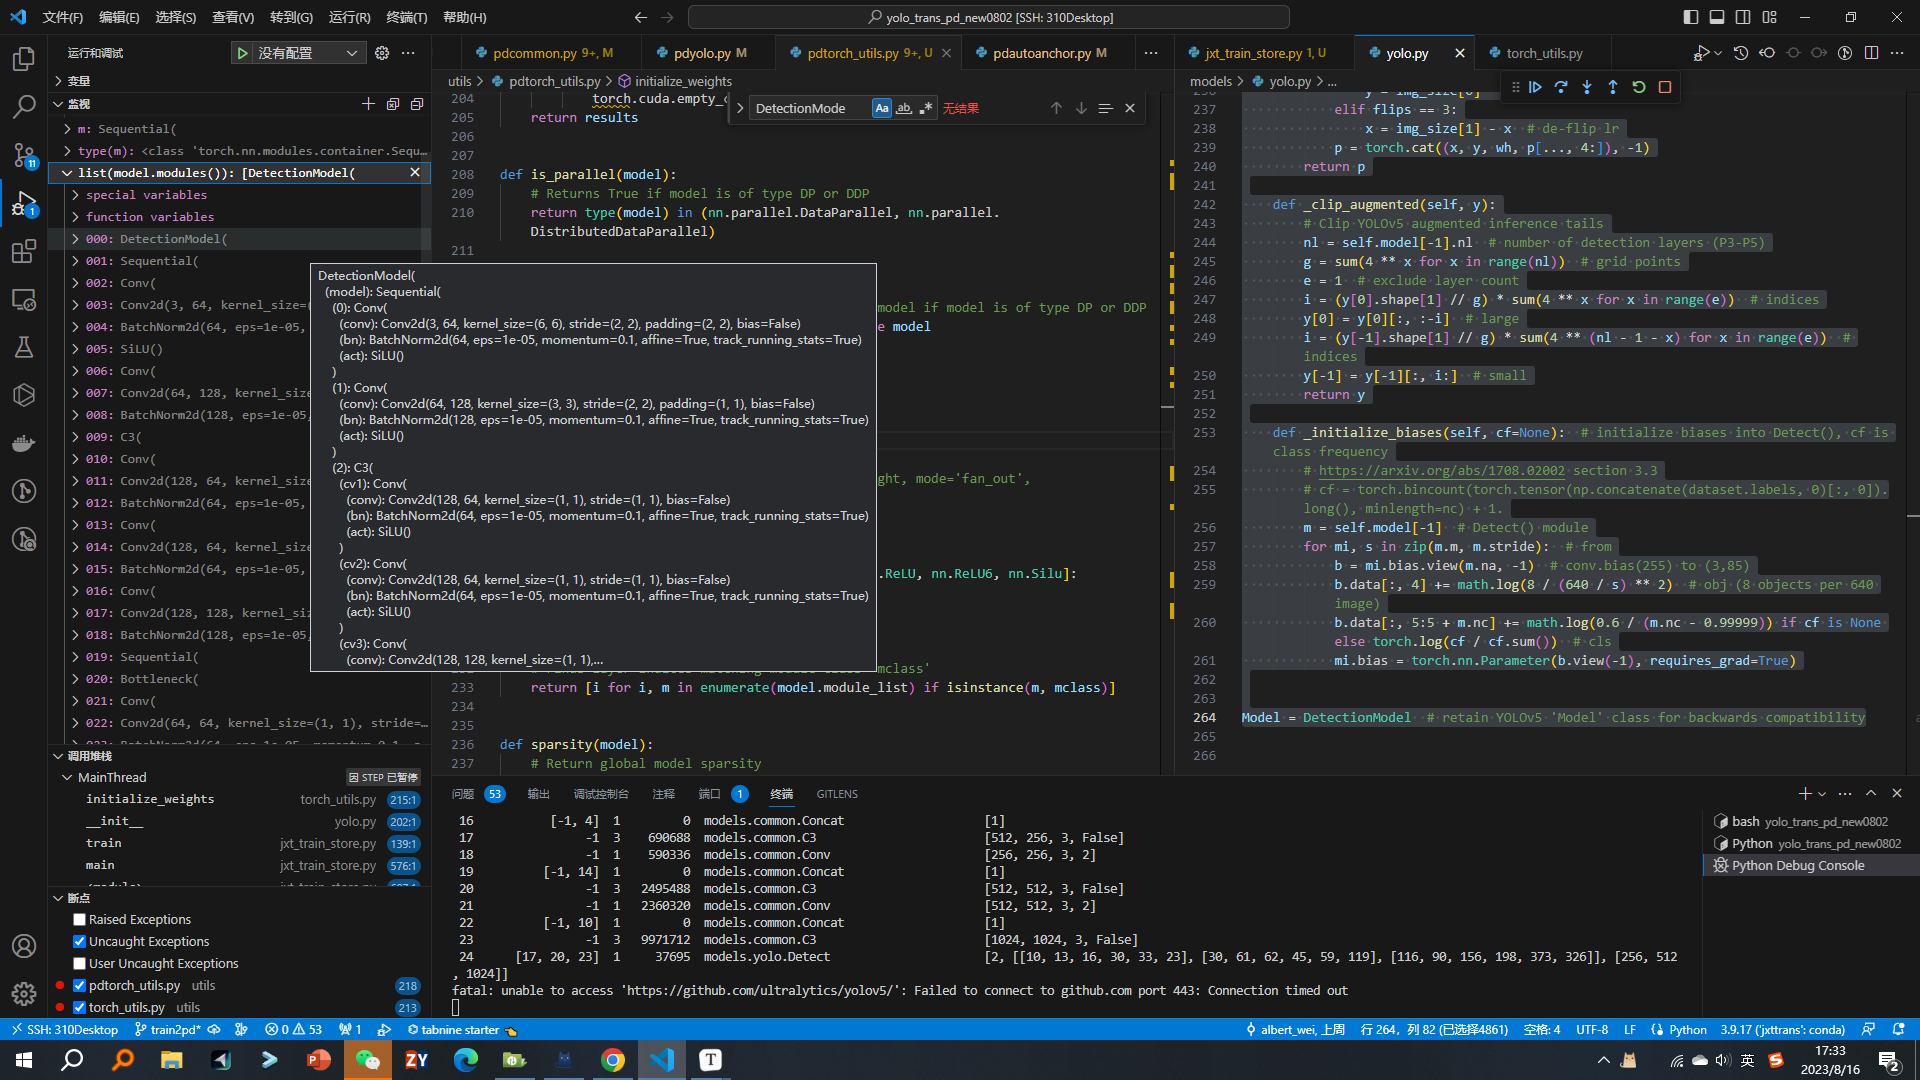 文件(F) 编辑(E) 选择(S) 查看(V) 转到(G) 运行(R) 终端(T) 帮助(H)
yolo_trans_pd_new0802 [SSH: 310Desktop]
运行和调试
没有配置
变量
监视
m: Sequential(
type(m): <class 'torch.nn.modules.container.Sequ…
list(model.modules()): [DetectionModel(
special variables
function variables
000: DetectionModel(
001: Sequential(
002: Conv(
003: Conv2d(3, 64, kernel_size=(
004: BatchNorm2d(64, eps=1e-05,
005: SiLU()
006: Conv(
007: Conv2d(64, 128, kernel_size
008: BatchNorm2d(128, eps=1e-05,
009: C3(
010: Conv(
011: Conv2d(128, 64, kernel_size
012: BatchNorm2d(64, eps=1e-05,
013: Conv(
014: Conv2d(128, 64, kernel_size
015: BatchNorm2d(64, eps=1e-05,
016: Conv(
017: Conv2d(128, 128, kernel_size
018: BatchNorm2d(128, eps=1e-05,
019: Sequential(
020: Bottleneck(
021: Conv(
022: Conv2d(64, 64, kernel_size=(1, 1), stride=…
调用堆栈
MainThread 因 STEP 已暂停
initialize_weights torch_utils.py 215:1
__init__ yolo.py 202:1
train jxt_train_store.py 139:1
main jxt_train_store.py 576:1
断点
Raised Exceptions
Uncaught Exceptions
User Uncaught Exceptions
pdtorch_utils.py utils 218
torch_utils.py utils 213
pdcommon.py 9+, M
pdyolo.py M
pdtorch_utils.py 9+, U
pdautoanchor.py M
utils > pdtorch_utils.py > initialize_weights
DetectionMode Aa ab 无结果
204 torch.cuda.empty_c
205 return results
206
207
208 def is_parallel(model):
209 # Returns True if model is of type DP or DDP
210 return type(model) in (nn.parallel.DataParallel, nn.parallel.
DistributedDataParallel)
211
model if model is of type DP or DDP
e model
ght, mode='fan_out',
.ReLU, nn.ReLU6, nn.Silu]:
mclass'
233 return [i for i, m in enumerate(model.module_list) if isinstance(m, mclass)]
234
235
236 def sparsity(model):
237 # Return global model sparsity
DetectionModel(
(model): Sequential(
(0): Conv(
(conv): Conv2d(3, 64, kernel_size=(6, 6), stride=(2, 2), padding=(2, 2), bias=False)
(bn): BatchNorm2d(64, eps=1e-05, momentum=0.1, affine=True, track_running_stats=True)
(act): SiLU()
)
(1): Conv(
(conv): Conv2d(64, 128, kernel_size=(3, 3), stride=(2, 2), padding=(1, 1), bias=False)
(bn): BatchNorm2d(128, eps=1e-05, momentum=0.1, affine=True, track_running_stats=True)
(act): SiLU()
)
(2): C3(
(cv1): Conv(
(conv): Conv2d(128, 64, kernel_size=(1, 1), stride=(1, 1), bias=False)
(bn): BatchNorm2d(64, eps=1e-05, momentum=0.1, affine=True, track_running_stats=True)
(act): SiLU()
)
(cv2): Conv(
(conv): Conv2d(128, 64, kernel_size=(1, 1), stride=(1, 1), bias=False)
(bn): BatchNorm2d(64, eps=1e-05, momentum=0.1, affine=True, track_running_stats=True)
(act): SiLU()
)
(cv3): Conv(
(conv): Conv2d(128, 128, kernel_size=(1, 1),…
jxt_train_store.py 1, U
yolo.py
torch_utils.py
models > yolo.py > ...
237 elif flips == 3:
238 x = img_size[1] - x # de-flip lr
239 p = torch.cat((x, y, wh, p[..., 4:]), -1)
240 return p
241
242 def _clip_augmented(self, y):
243 # Clip YOLOv5 augmented inference tails
244 nl = self.model[-1].nl # number of detection layers (P3-P5)
245 g = sum(4 ** x for x in range(nl)) # grid points
246 e = 1 # exclude layer count
247 i = (y[0].shape[1] // g) * sum(4 ** x for x in range(e)) # indices
248 y[0] = y[0][:, :-i] # large
249 i = (y[-1].shape[1] // g) * sum(4 ** (nl - 1 - x) for x in range(e)) #
indices
250 y[-1] = y[-1][:, i:] # small
251 return y
252
253 def _initialize_biases(self, cf=None): # initialize biases into Detect(), cf is
class frequency
254 # https://arxiv.org/abs/1708.02002 section 3.3
255 # cf = torch.bincount(torch.tensor(np.concatenate(dataset.labels, 0)[:, 0]).
long(), minlength=nc) + 1.
256 m = self.model[-1] # Detect() module
257 for mi, s in zip(m.m, m.stride): # from
258 b = mi.bias.view(m.na, -1) # conv.bias(255) to (3,85)
259 b.data[:, 4] += math.log(8 / (640 / s) ** 2) # obj (8 objects per 640
image)
260 b.data[:, 5:5 + m.nc] += math.log(0.6 / (m.nc - 0.99999)) if cf is None
else torch.log(cf / cf.sum()) # cls
261 mi.bias = torch.nn.Parameter(b.view(-1), requires_grad=True)
262
263
264 Model = DetectionModel # retain YOLOv5 'Model' class for backwards compatibility
265
266
问题 53 输出 调试控制台 注释 端口 1 终端 GITLENS
16 [-1, 4] 1 0 models.common.Concat [1]
17 -1 3 690688 models.common.C3 [512, 256, 3, False]
18 -1 1 590336 models.common.Conv [256, 256, 3, 2]
19 [-1, 14] 1 0 models.common.Concat [1]
20 -1 3 2495488 models.common.C3 [512, 512, 3, False]
21 -1 1 2360320 models.common.Conv [512, 512, 3, 2]
22 [-1, 10] 1 0 models.common.Concat [1]
23 -1 3 9971712 models.common.C3 [1024, 1024, 3, False]
24 [17, 20, 23] 1 37695 models.yolo.Detect [2, [[10, 13, 16, 30, 33, 23], [30, 61, 62, 45, 59, 119], [116, 90, 156, 198, 373, 326]], [256, 512
, 1024]]
fatal: unable to access 'https://github.com/ultralytics/yolov5/': Failed to connect to github.com port 443: Connection timed out
bash yolo_trans_pd_new0802
Python yolo_trans_pd_new0802
Python Debug Console
SSH: 310Desktop train2pd* 0 53 1 tabnine starter
albert_wei, 上周 行 264，列 82 (已选择4861) 空格: 4 UTF-8 LF Python 3.9.17 ('jxttrans': conda)
ZY
T
英
17:33
2023/8/16
2